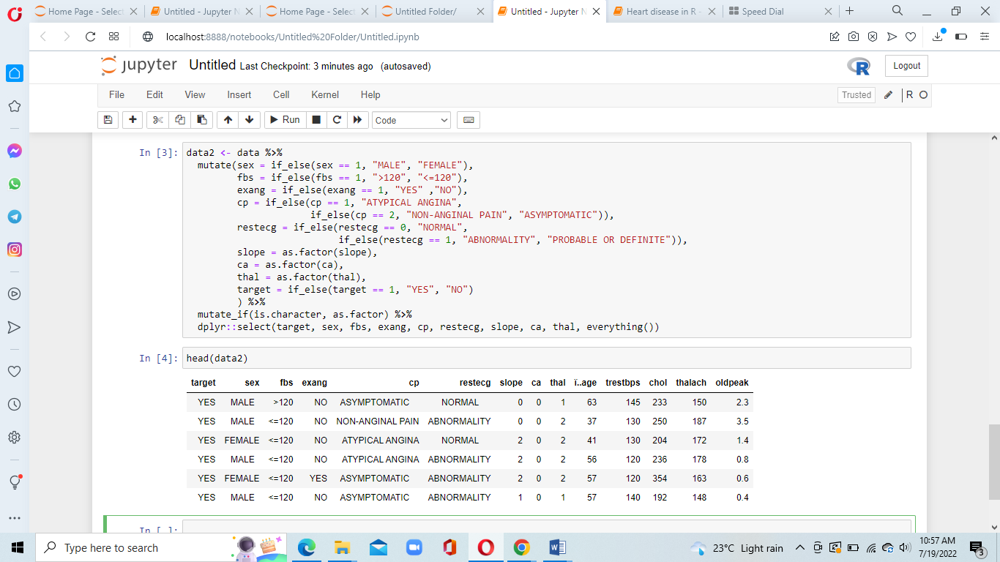 Home Page - Select
Untitled - Jupyter N
Home Page - Select
Untitled Folder/
Untitled - Jupyter N
Heart disease in R -
Speed Dial
localhost:8888/notebooks/Untitled%20Folder/Untitled.ipynb
jupyter Untitled Last Checkpoint: 3 minutes ago (autosaved)
R
Logout
File Edit View Insert Cell Kernel Help
Trusted
R
Run
Code
In [3]:
data2 <- data %>%
mutate(sex = if_else(sex == 1, "MALE", "FEMALE"),
fbs = if_else(fbs == 1, ">120", "<=120"),
exang = if_else(exang == 1, "YES" ,"NO"),
cp = if_else(cp == 1, "ATYPICAL ANGINA",
if_else(cp == 2, "NON-ANGINAL PAIN", "ASYMPTOMATIC")),
restecg = if_else(restecg == 0, "NORMAL",
if_else(restecg == 1, "ABNORMALITY", "PROBABLE OR DEFINITE")),
slope = as.factor(slope),
ca = as.factor(ca),
thal = as.factor(thal),
target = if_else(target == 1, "YES", "NO")
) %>%
mutate_if(is.character, as.factor) %>%
dplyr::select(target, sex, fbs, exang, cp, restecg, slope, ca, thal, everything())
In [4]: head(data2)
target sex fbs exang cp restecg slope ca thal ï..age trestbps chol thalach oldpeak
YES MALE >120 NO ASYMPTOMATIC NORMAL 0 0 1 63 145 233 150 2.3
YES MALE <=120 NO NON-ANGINAL PAIN ABNORMALITY 0 0 2 37 130 250 187 3.5
YES FEMALE <=120 NO ATYPICAL ANGINA NORMAL 2 0 2 41 130 204 172 1.4
YES MALE <=120 NO ATYPICAL ANGINA ABNORMALITY 2 0 2 56 120 236 178 0.8
YES FEMALE <=120 YES ASYMPTOMATIC ABNORMALITY 2 0 2 57 120 354 163 0.6
YES MALE <=120 NO ASYMPTOMATIC ABNORMALITY 1 0 1 57 140 192 148 0.4
In [ ]:
Type here to search
23°C Light rain
10:57 AM
7/19/2022
3